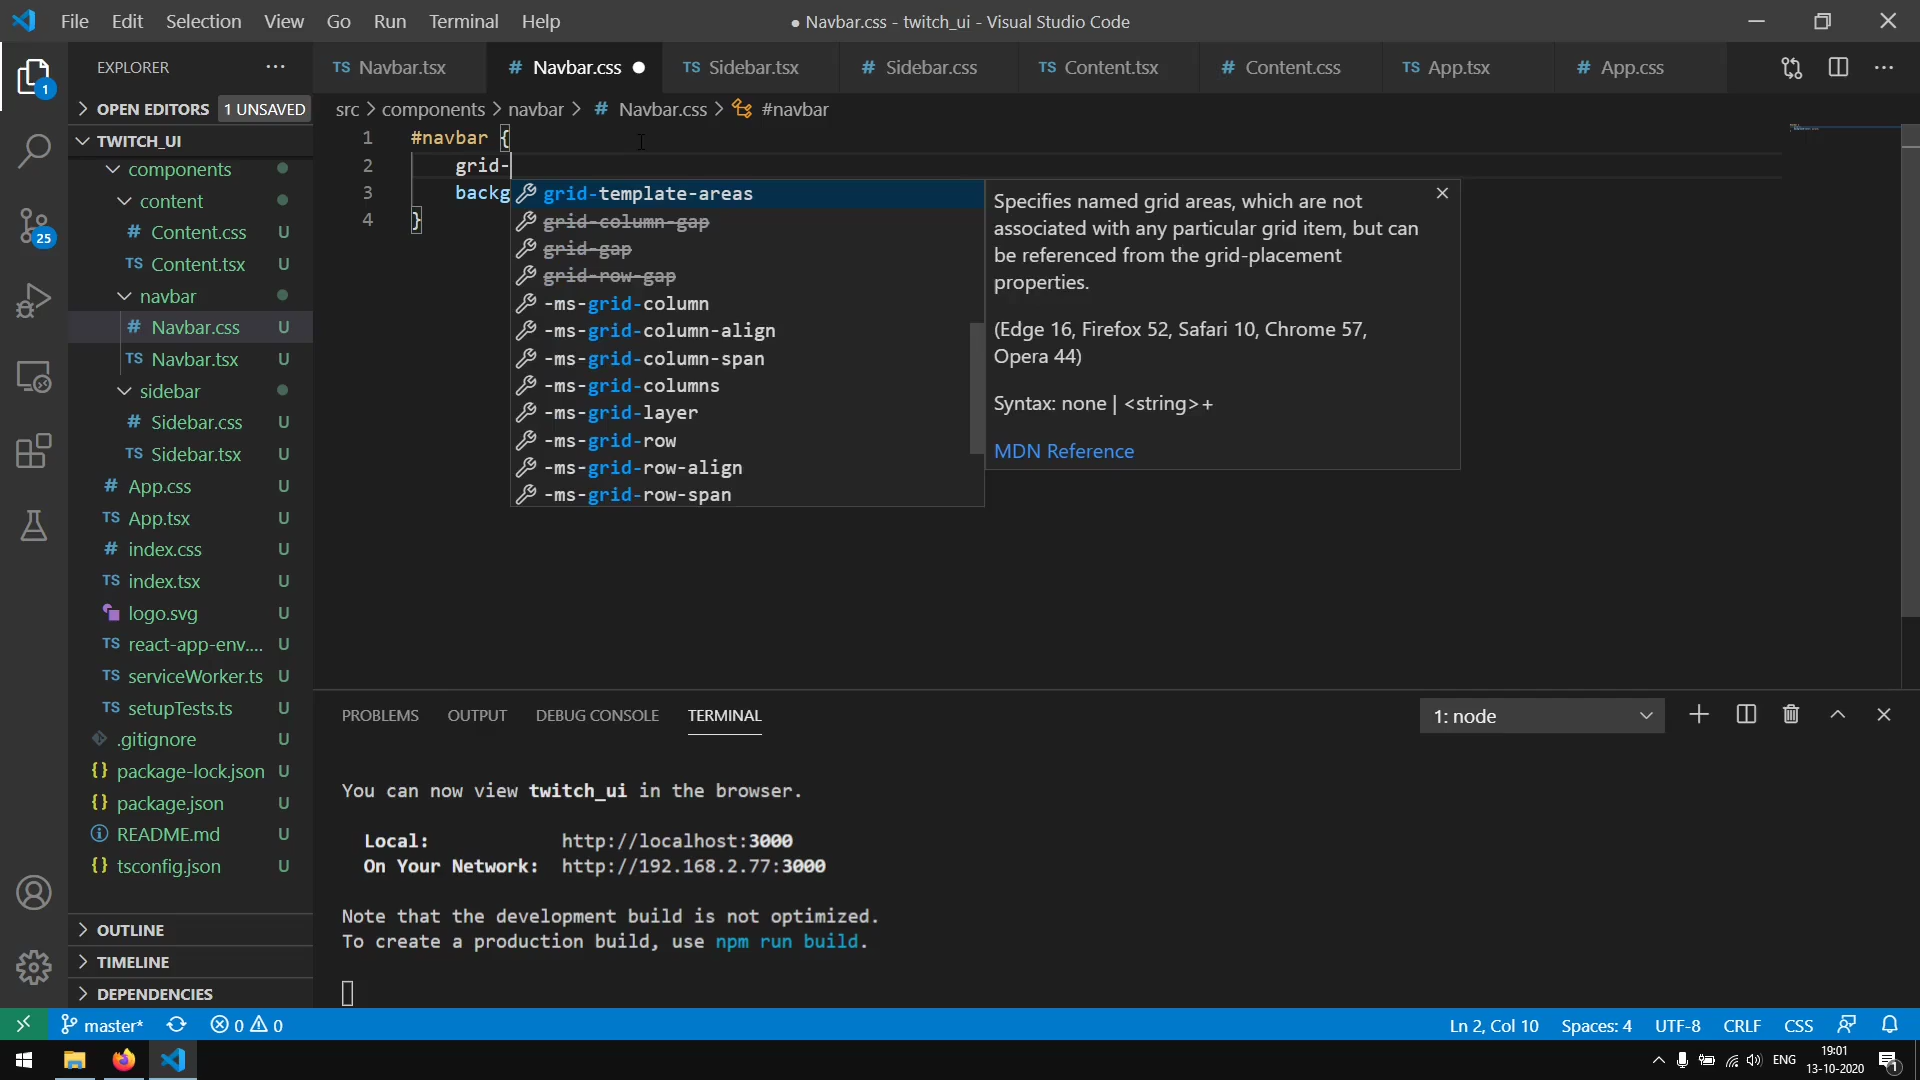 File Edit Selection View Go Run Terminal Help
● Navbar.css - twitch_ui - Visual Studio Code
EXPLORER
TS Navbar.tsx
# Navbar.css
TS Sidebar.tsx
# Sidebar.css
TS Content.tsx
# Content.css
TS App.tsx
# App.css
1
OPEN EDITORS 1 UNSAVED
src > components > navbar > # Navbar.css > #navbar
TWITCH_UI
components
content
# Content.css U
TS Content.tsx U
navbar
# Navbar.css U
TS Navbar.tsx U
sidebar
# Sidebar.css U
TS Sidebar.tsx U
# App.css U
TS App.tsx U
# index.css U
TS index.tsx U
logo.svg U
TS react-app-env.... U
TS serviceWorker.ts U
TS setupTests.ts U
.gitignore U
{} package-lock.json U
{} package.json U
README.md U
{} tsconfig.json U
OUTLINE
TIMELINE
DEPENDENCIES
25
1 #navbar {
2 grid-
3 backg
4 }
grid-template-areas
grid-column-gap
grid-gap
grid-row-gap
-ms-grid-column
-ms-grid-column-align
-ms-grid-column-span
-ms-grid-columns
-ms-grid-layer
-ms-grid-row
-ms-grid-row-align
-ms-grid-row-span
Specifies named grid areas, which are not
associated with any particular grid item, but can
be referenced from the grid-placement
properties.
(Edge 16, Firefox 52, Safari 10, Chrome 57,
Opera 44)
Syntax: none | <string>+
MDN Reference
PROBLEMS OUTPUT DEBUG CONSOLE TERMINAL
1: node
You can now view twitch_ui in the browser.
Local: http://localhost:3000
On Your Network: http://192.168.2.77:3000
Note that the development build is not optimized.
To create a production build, use npm run build.
master* 0 0
Ln 2, Col 10 Spaces: 4 UTF-8 CRLF CSS
ENG
19:01
13-10-2020
1